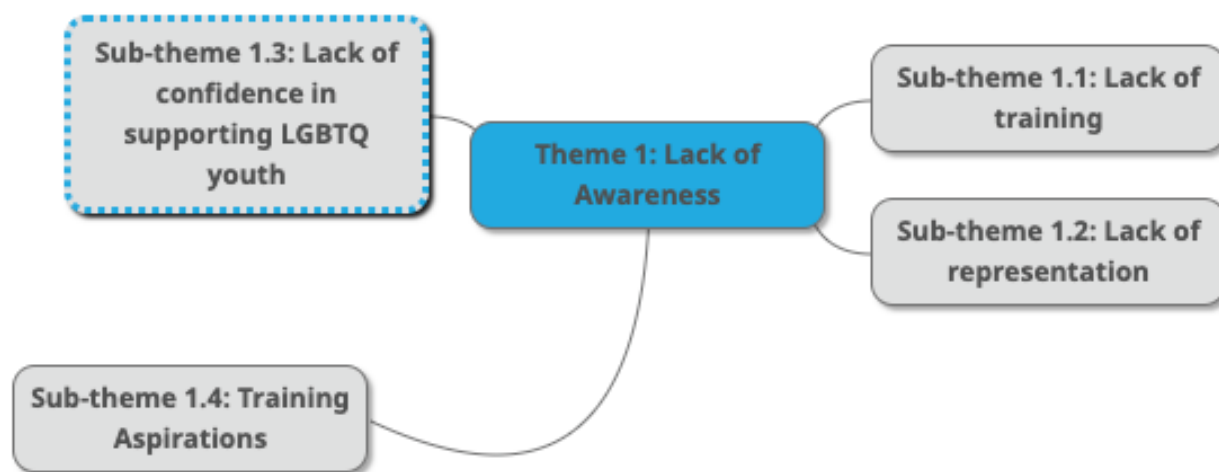 Sub-theme 1.3: Lack of
confidence in
supporting LGBTQ
youth
Theme 1: Lack of
Awareness
Sub-theme 1.1: Lack of
training
Sub-theme 1.2: Lack of
representation
Sub-theme 1.4: Training
Aspirations